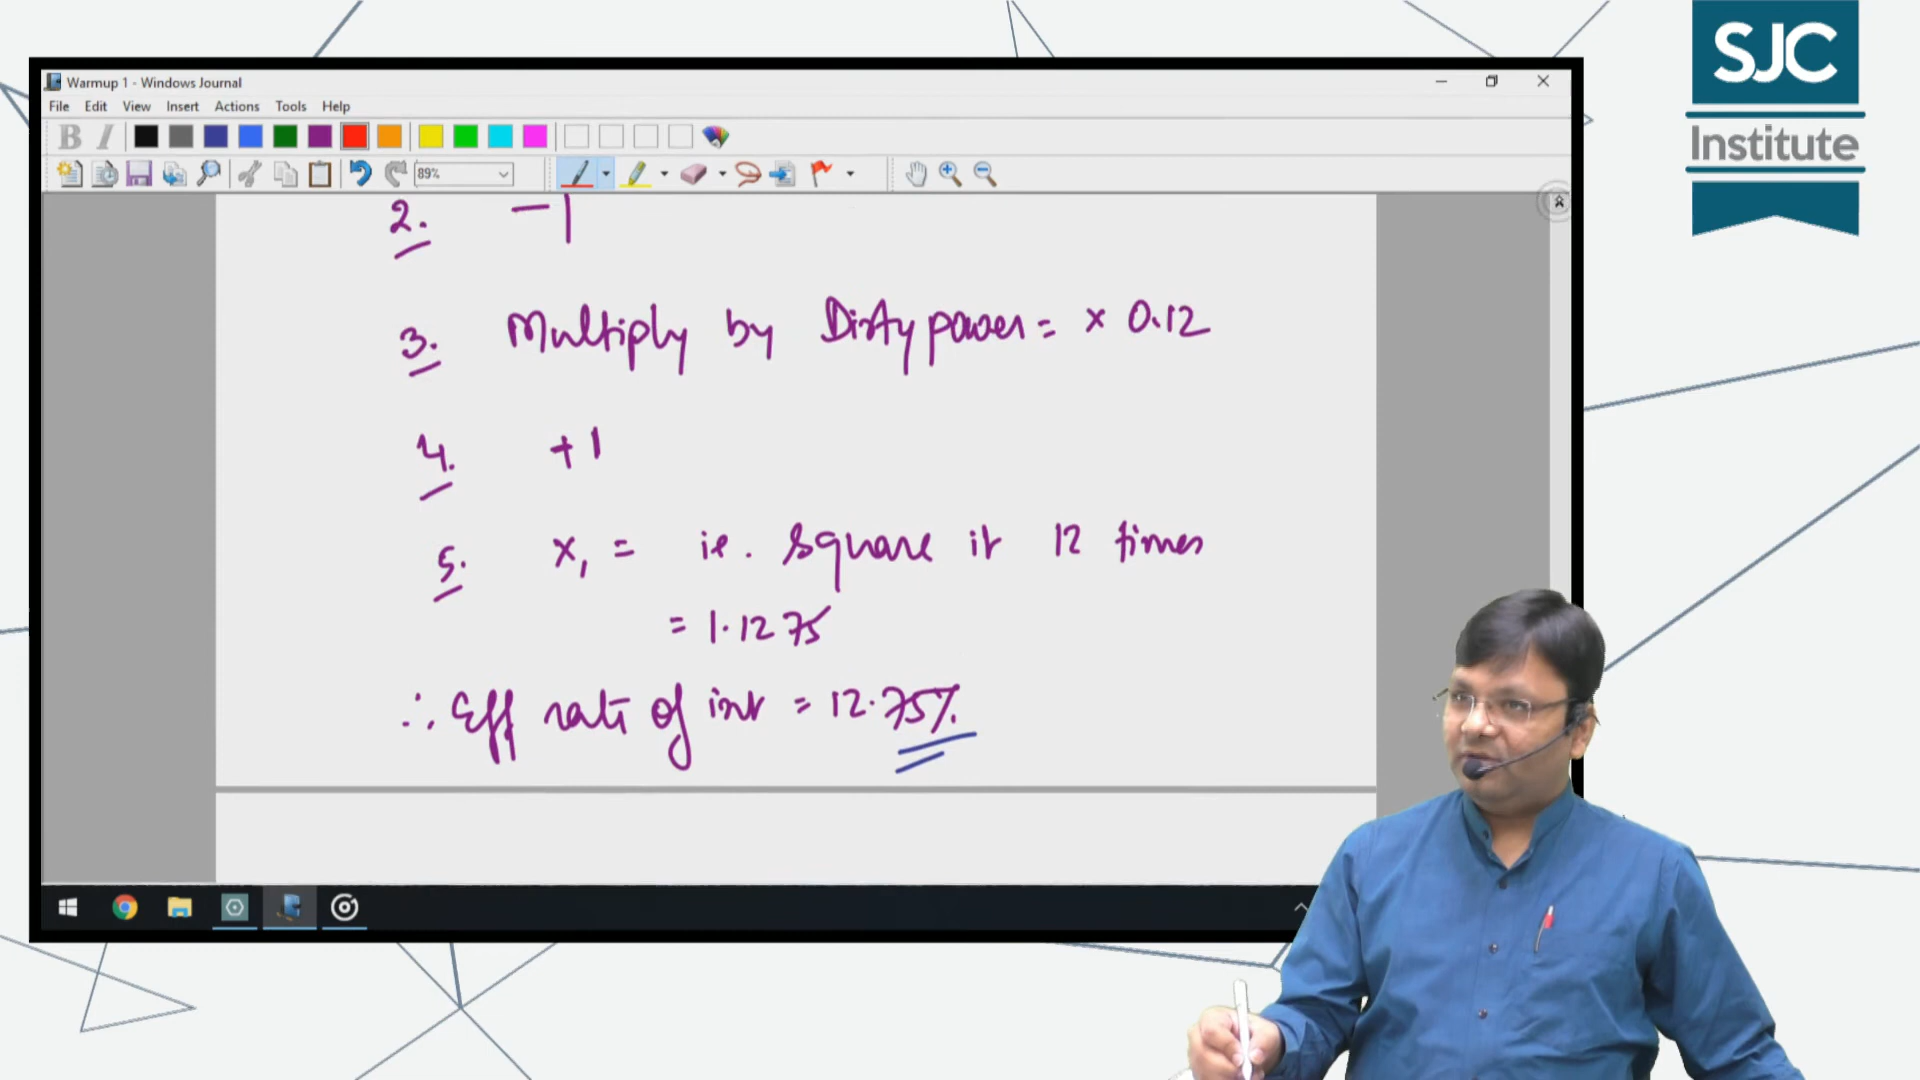 SJC
Institute
Warmup 1 - Windows Journal
File Edit View Insert Actions Tools Help
B I
89%
2. -1
3. Multiply by Dirty power = x 0.12
4. +1
5. x, = ie. square it 12 times
= 1.1275
∴ Eff rate of int = 12.75%